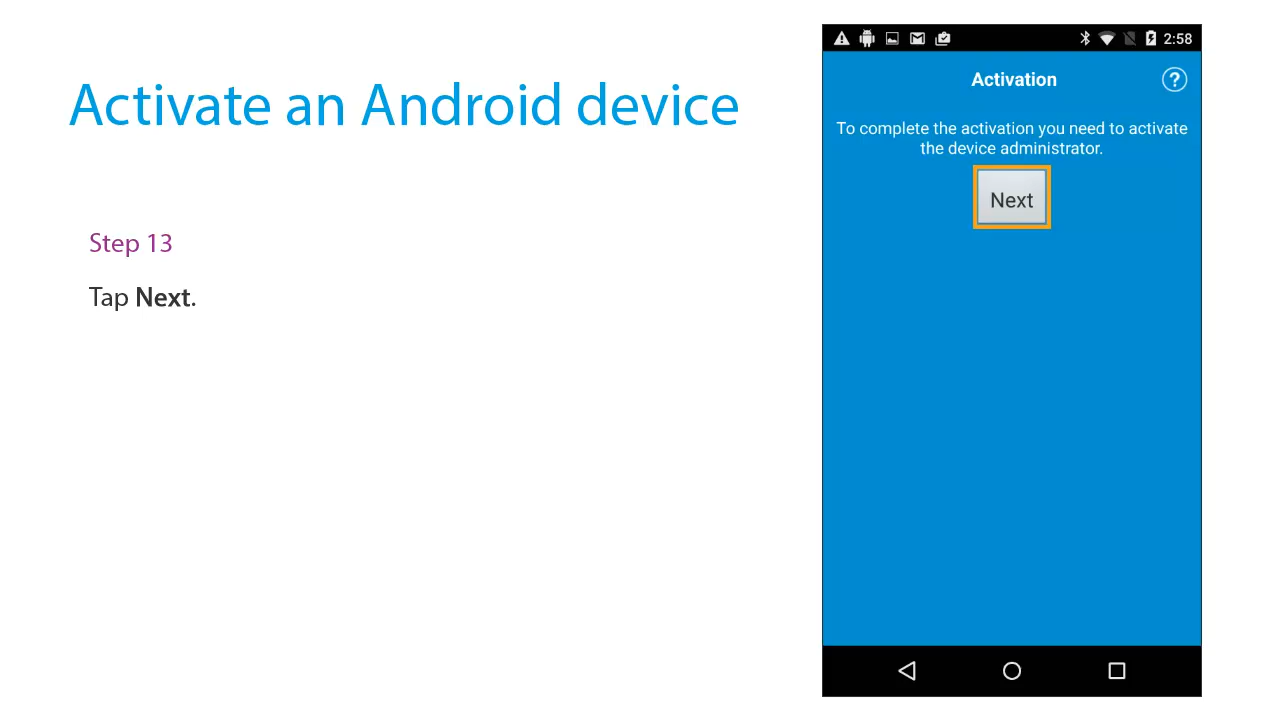 Activate an Android device
Step 13
Tap Next.
2:58
Activation
?
To complete the activation you need to activate
the device administrator.
Next